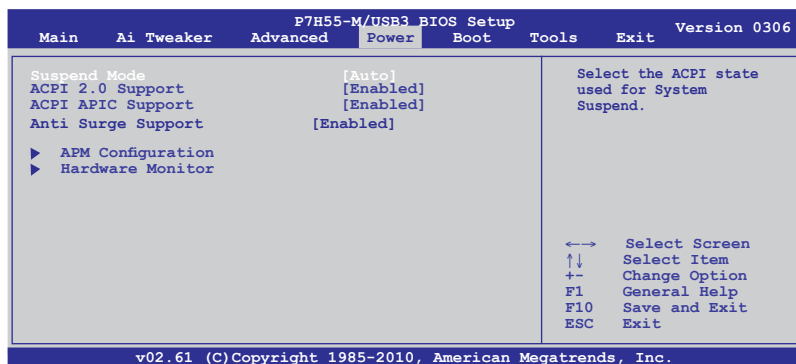 P7H55-M/USB3 BIOS Setup Version 0306
Main Ai Tweaker Advanced Power Boot Tools Exit
Suspend Mode [Auto]
ACPI 2.0 Support [Enabled]
ACPI APIC Support [Enabled]
Anti Surge Support [Enabled]
APM Configuration
Hardware Monitor
Select the ACPI state
used for System
Suspend.
←→ Select Screen
↑↓ Select Item
+- Change Option
F1 General Help
F10 Save and Exit
ESC Exit
v02.61 (C)Copyright 1985-2010, American Megatrends, Inc.